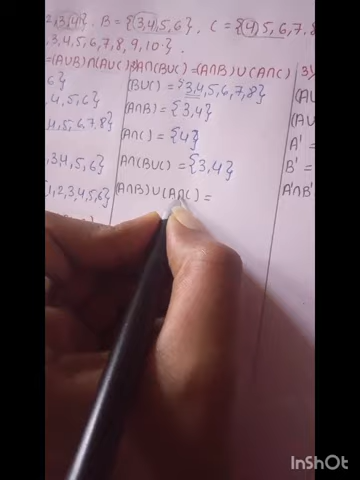 2,3,4}. B = {3,4,5,6}, C = {4,5,6,7,8
,3,4,5,6,7,8,9,10}.
=(A∪B)∩(A∪C) 2) A∩(B∪C) =(A∩B)∪(A∩C) 3)
6} (B∪C) = {3,4,5,6,7,8} (A∪
,4,5,6} (A∩B) = {3,4} (A∪
4,5,6,7,8} (A∩C) = {4} A' =
,3,4,5,6} A∩(B∪C) = {3,4} B' =
{1,2,3,4,5,6} (A∩B)∪(A∩C) = A'∩B'
InShOt